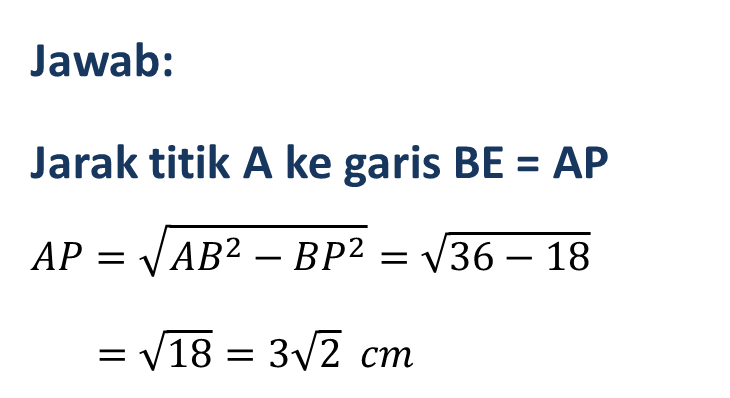 Jawab:
Jarak titik A ke garis BE = AP
AP = √AB² − BP² = √36 − 18
= √18 = 3√2 cm